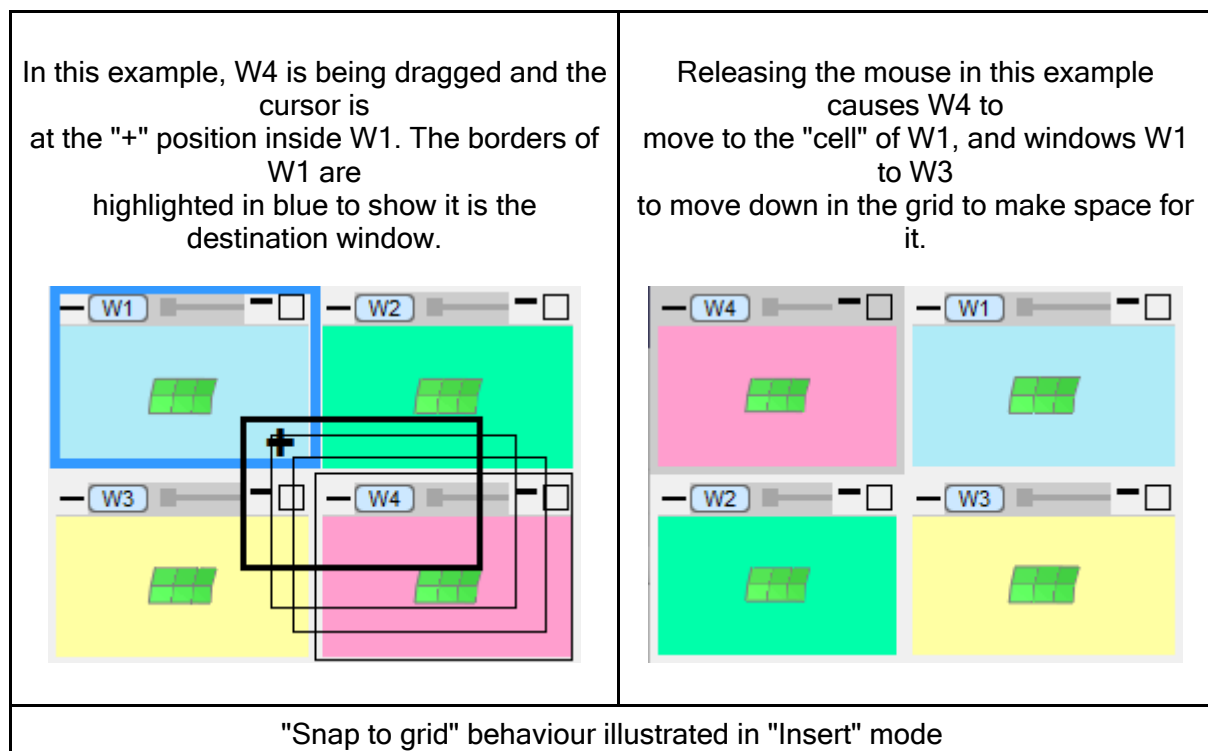 In this example, W4 is being dragged and the
cursor is
at the "+" position inside W1. The borders of
W1 are
highlighted in blue to show it is the
destination window.
W1
W2
W3
W4
Releasing the mouse in this example
causes W4 to
move to the "cell" of W1, and windows W1
to W3
to move down in the grid to make space for
it.
W4
W1
W2
W3
"Snap to grid" behaviour illustrated in "Insert" mode